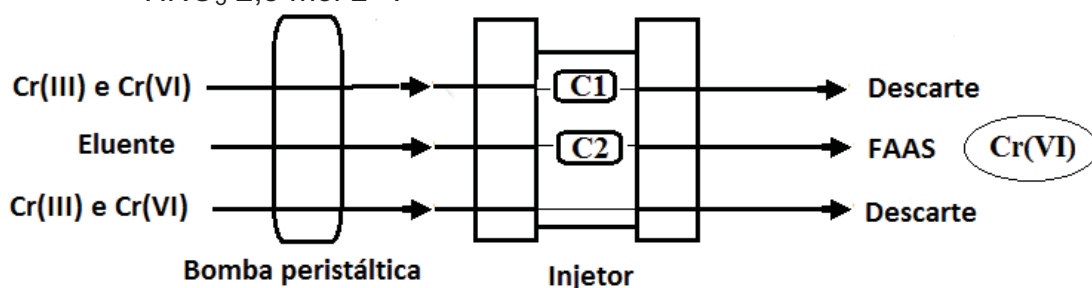 Cr(III) e Cr(VI)
C1
Descarte
Eluente
C2
FAAS
Cr(VI)
Cr(III) e Cr(VI)
Descarte
Bomba peristáltica
Injetor